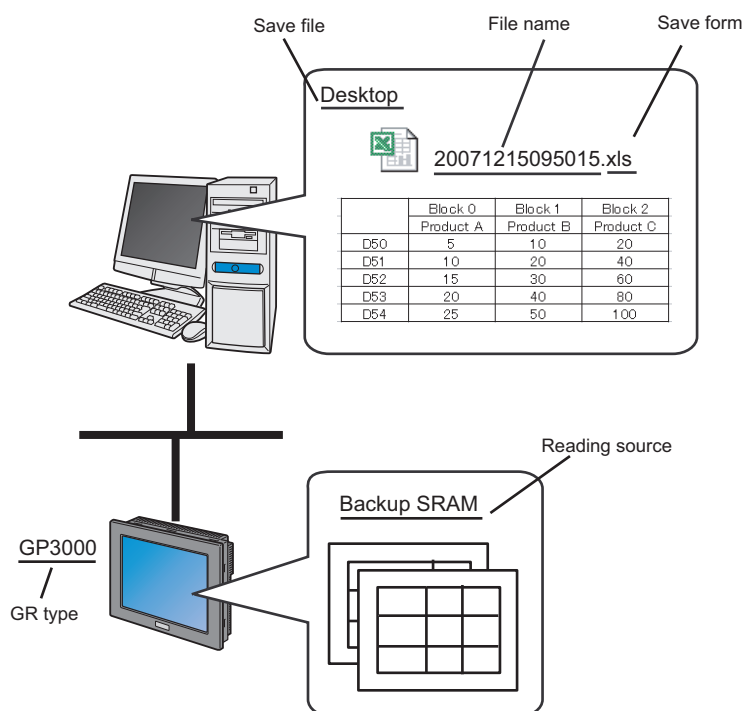 Save file File name Save form
Desktop
20071215095015.xls
Block 0 Block 1 Block 2
Product A Product B Product C
D50 5 10 20
D51 10 20 40
D52 15 30 60
D53 20 40 80
D54 25 50 100
Reading source
Backup SRAM
GP3000
GR type